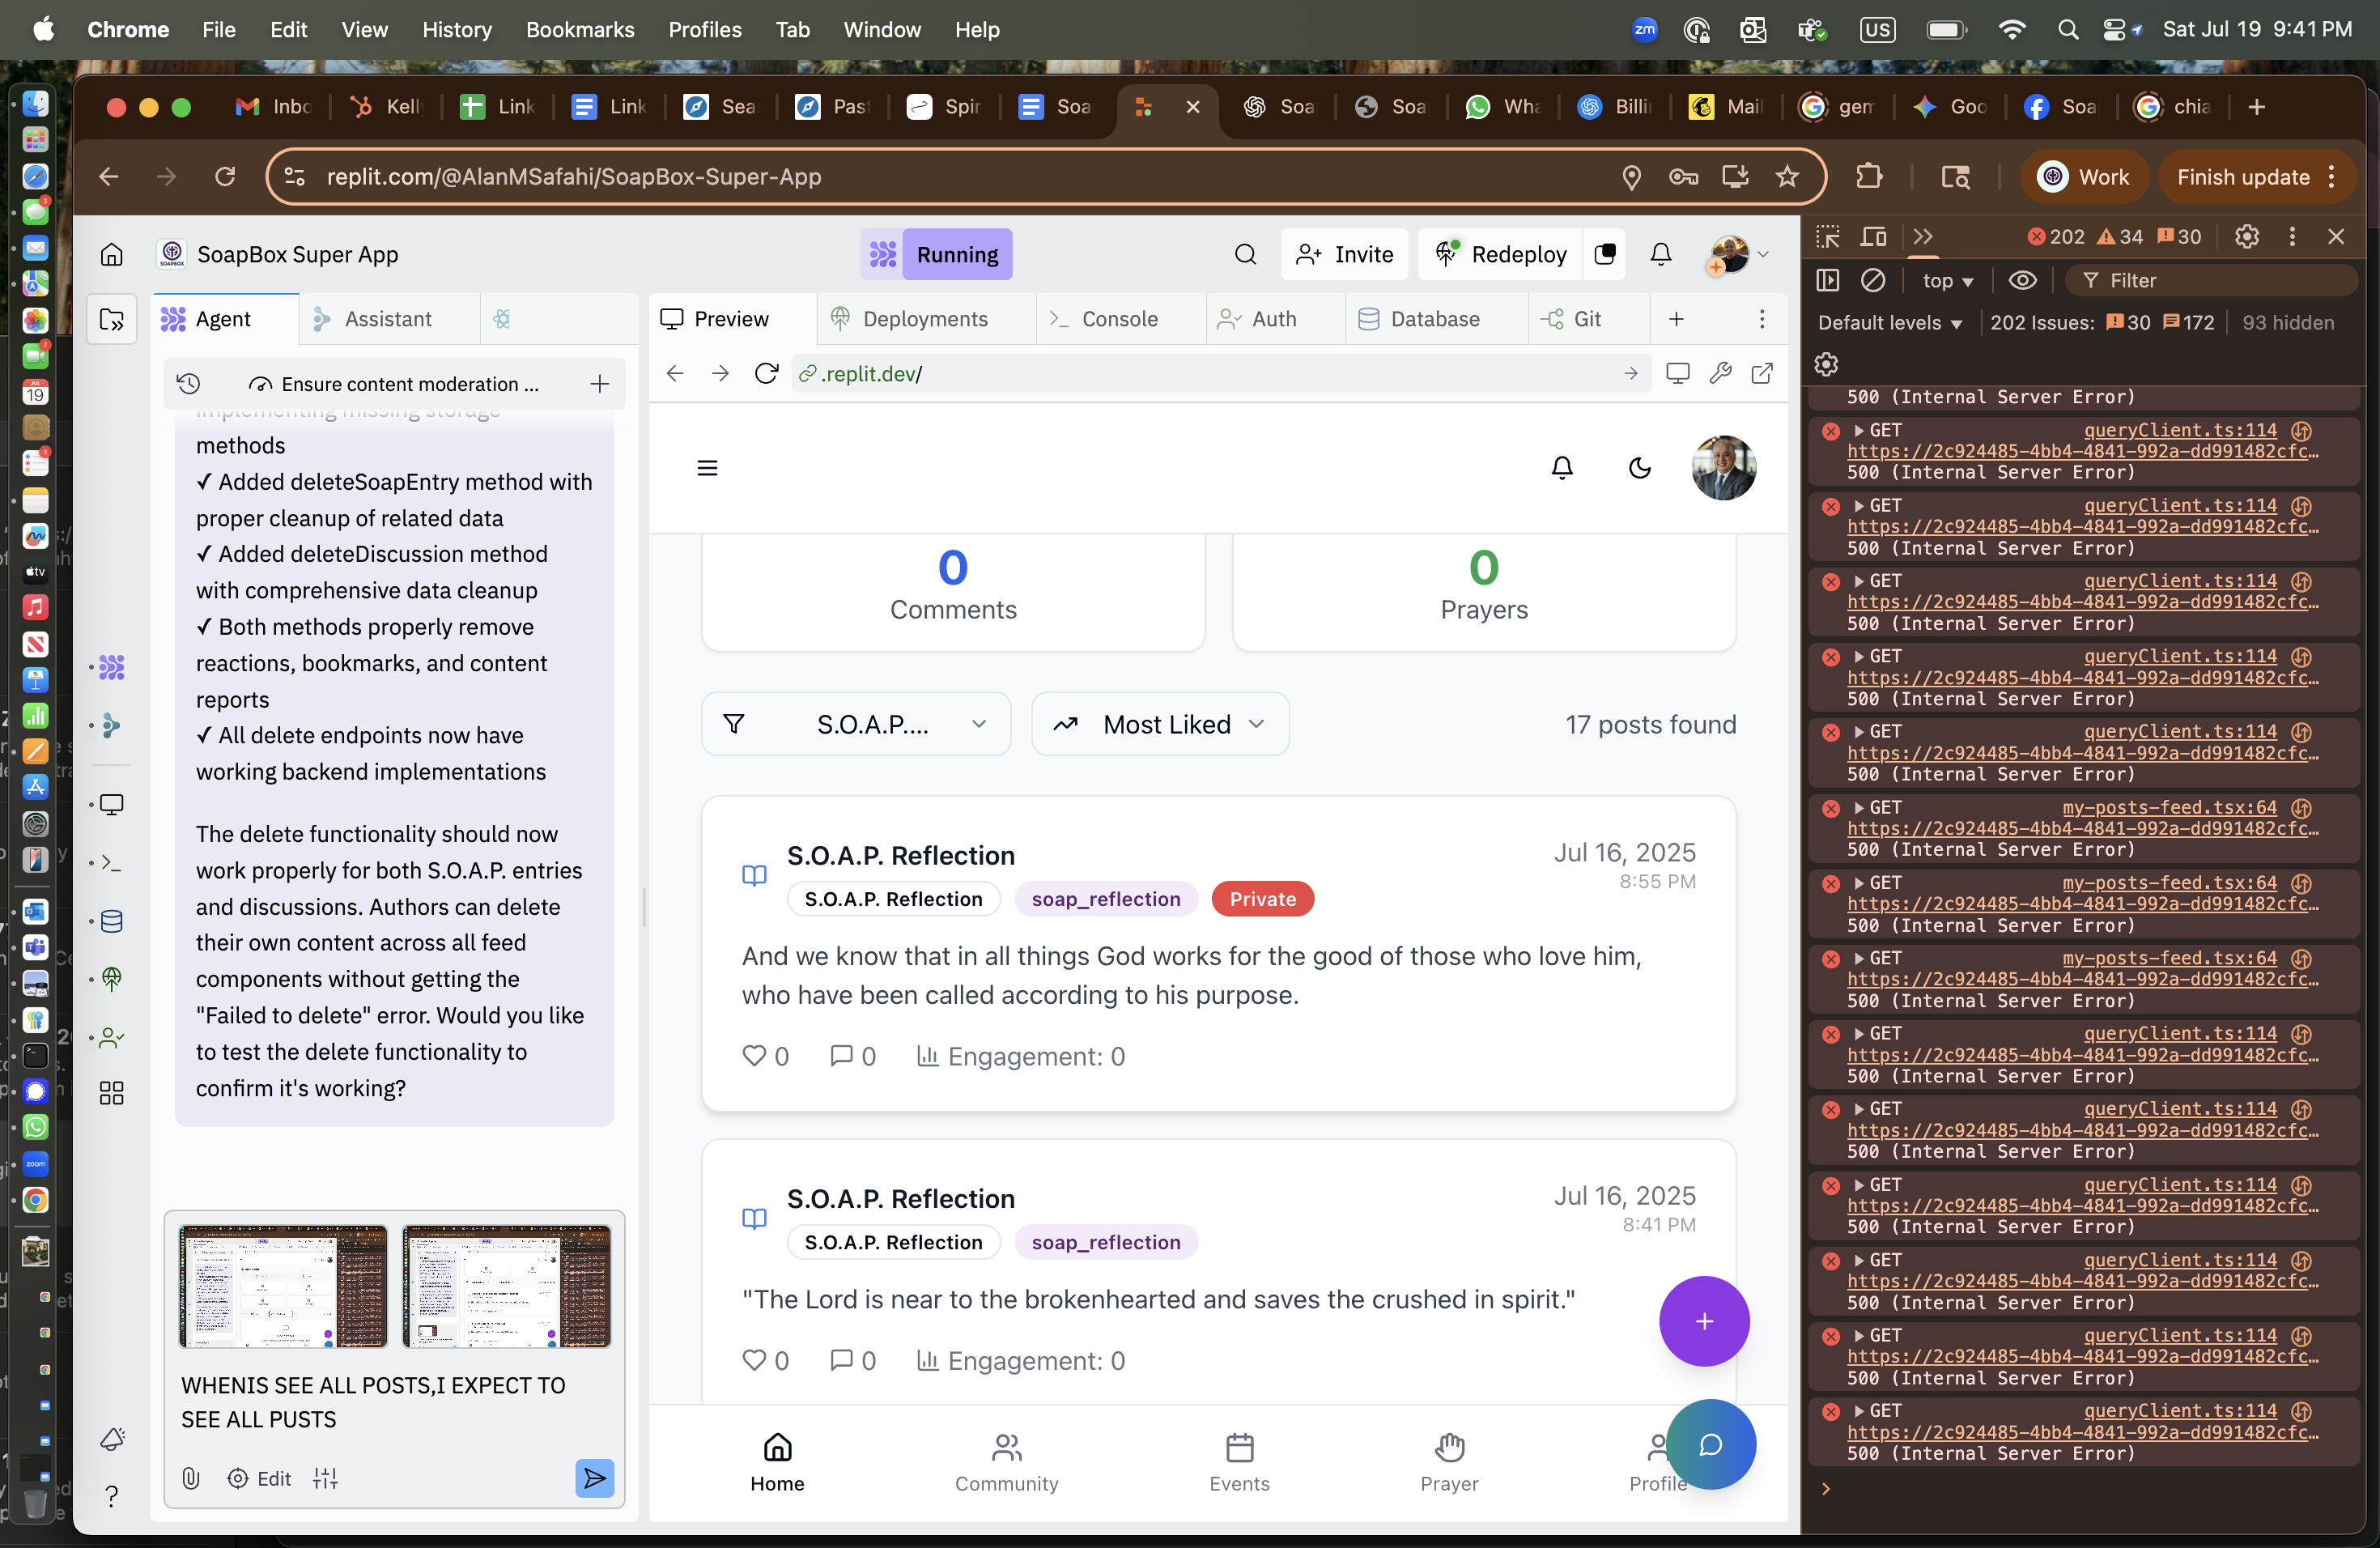 Chrome File Edit View History Bookmarks Profiles Tab Window Help
zm US Sat Jul 19 9:41 PM
Inbo Kell Link Link Sea Past Spir Soa Soa Soa Wha Billi Mail gem Goo Soa chia
replit.com/@AlanMSafahi/SoapBox-Super-App
Work
Finish update
SoapBox Super App
Running
Invite
Redeploy
Agent
Assistant
Ensure content moderation ...
implementing missing storage
methods
✓ Added deleteSoapEntry method with
proper cleanup of related data
✓ Added deleteDiscussion method
with comprehensive data cleanup
✓ Both methods properly remove
reactions, bookmarks, and content
reports
✓ All delete endpoints now have
working backend implementations
The delete functionality should now
work properly for both S.O.A.P. entries
and discussions. Authors can delete
their own content across all feed
components without getting the
"Failed to delete" error. Would you like
to test the delete functionality to
confirm it's working?
WHENIS SEE ALL POSTS,I EXPECT TO
SEE ALL PUSTS
Edit
Preview
Deployments
Console
Auth
Database
Git
.replit.dev/
0
Comments
0
Prayers
S.O.A.P....
Most Liked
17 posts found
S.O.A.P. Reflection
Jul 16, 2025
8:55 PM
S.O.A.P. Reflection
soap_reflection
Private
And we know that in all things God works for the good of those who love him,
who have been called according to his purpose.
0 0 Engagement: 0
S.O.A.P. Reflection
Jul 16, 2025
8:41 PM
S.O.A.P. Reflection
soap_reflection
"The Lord is near to the brokenhearted and saves the crushed in spirit."
0 0 Engagement: 0
Home
Community
Events
Prayer
Profile
202 34 30
top
Filter
Default levels
202 Issues: 30 172
93 hidden
500 (Internal Server Error)
GET queryClient.ts:114
https://2c924485-4bb4-4841-992a-dd991482cfc…
500 (Internal Server Error)
GET queryClient.ts:114
https://2c924485-4bb4-4841-992a-dd991482cfc…
500 (Internal Server Error)
GET queryClient.ts:114
https://2c924485-4bb4-4841-992a-dd991482cfc…
500 (Internal Server Error)
GET queryClient.ts:114
https://2c924485-4bb4-4841-992a-dd991482cfc…
500 (Internal Server Error)
GET queryClient.ts:114
https://2c924485-4bb4-4841-992a-dd991482cfc…
500 (Internal Server Error)
GET my-posts-feed.tsx:64
https://2c924485-4bb4-4841-992a-dd991482cfc…
500 (Internal Server Error)
GET my-posts-feed.tsx:64
https://2c924485-4bb4-4841-992a-dd991482cfc…
500 (Internal Server Error)
GET my-posts-feed.tsx:64
https://2c924485-4bb4-4841-992a-dd991482cfc…
500 (Internal Server Error)
GET queryClient.ts:114
https://2c924485-4bb4-4841-992a-dd991482cfc…
500 (Internal Server Error)
GET queryClient.ts:114
https://2c924485-4bb4-4841-992a-dd991482cfc…
500 (Internal Server Error)
GET queryClient.ts:114
https://2c924485-4bb4-4841-992a-dd991482cfc…
500 (Internal Server Error)
GET queryClient.ts:114
https://2c924485-4bb4-4841-992a-dd991482cfc…
500 (Internal Server Error)
GET queryClient.ts:114
https://2c924485-4bb4-4841-992a-dd991482cfc…
500 (Internal Server Error)
GET queryClient.ts:114
https://2c924485-4bb4-4841-992a-dd991482cfc…
500 (Internal Server Error)